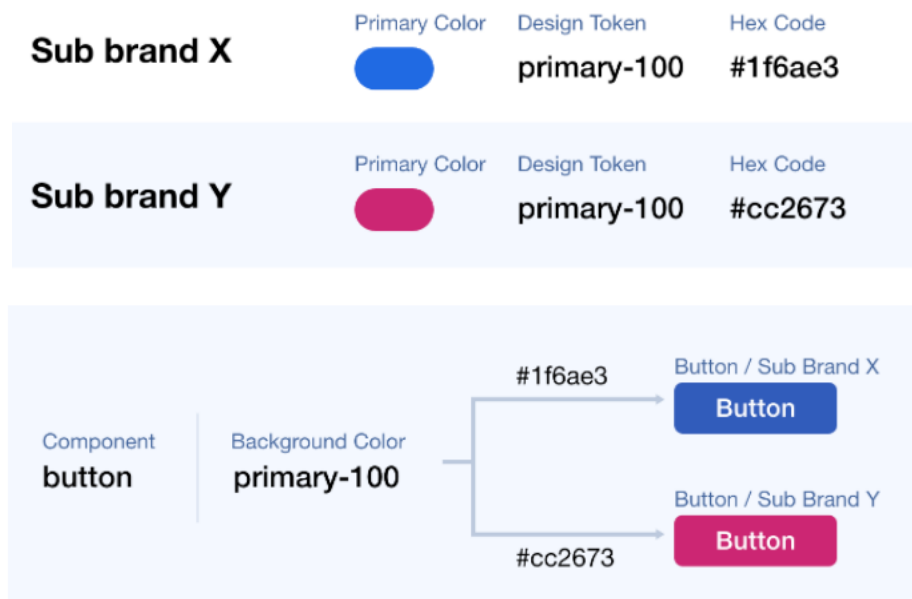 Primary Color Design Token Hex Code
Sub brand X primary-100 #1f6ae3
Primary Color Design Token Hex Code
Sub brand Y primary-100 #cc2673
#1f6ae3
Button / Sub Brand X
Button
Component
button
Background Color
primary-100
Button / Sub Brand Y
Button
#cc2673